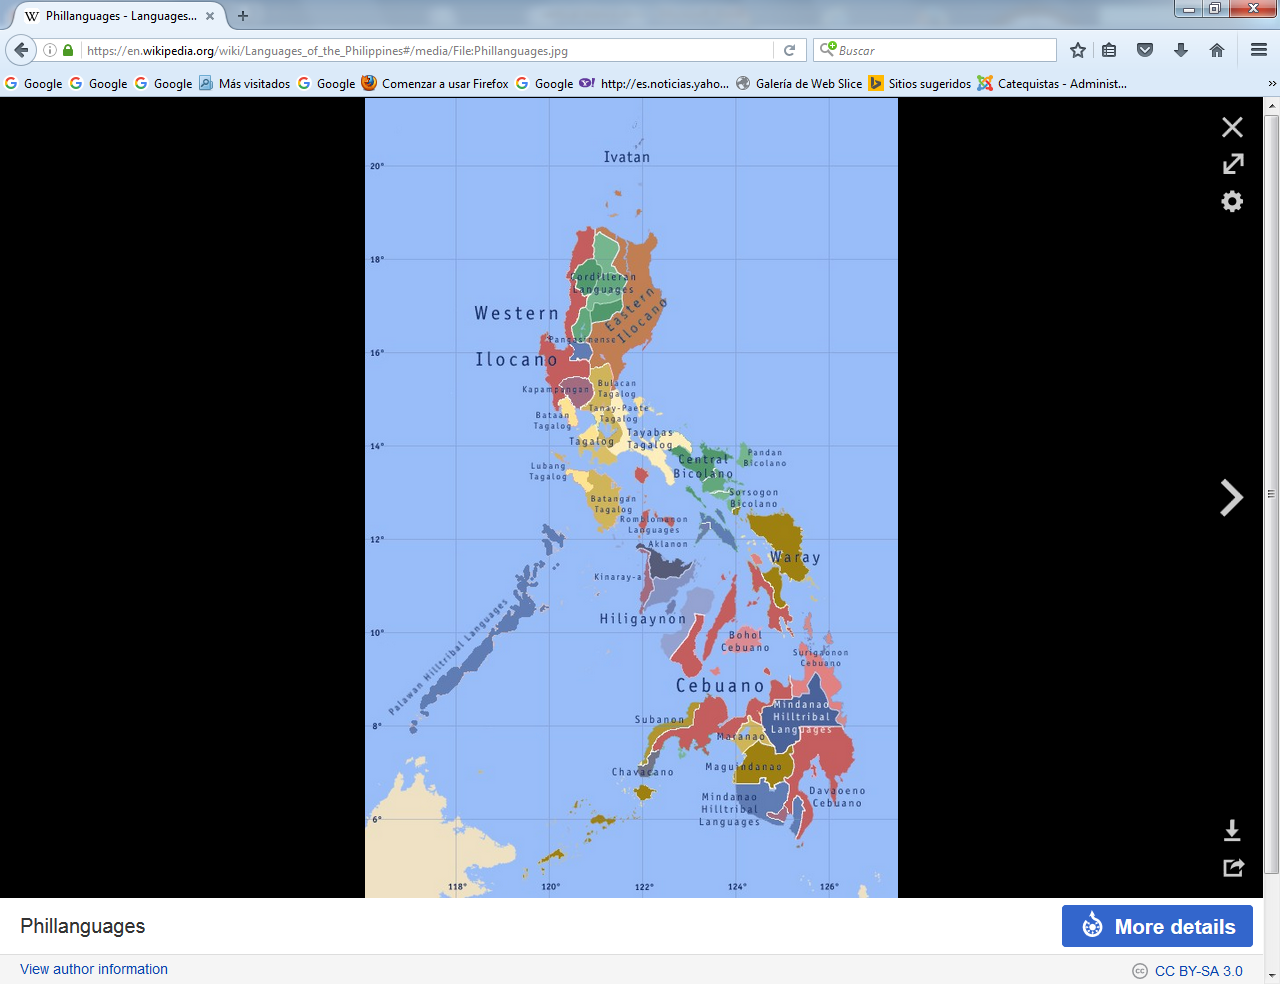 Phillanguages - Languages...
https://en.wikipedia.org/wiki/Languages_of_the_Philippines#/media/File:Phillanguages.jpg
Buscar
Google
Google
Google
Más visitados
Google
Comenzar a usar Firefox
Google
http://es.noticias.yaho...
Galería de Web Slice
Sitios sugeridos
Catequistas - Administ...
Ivatan
20°
18°
Cordilleran
Languages
Eastern
Ilocano
Western
Ilocano
Pangasinense
16°
Kapampangan
Bulacan
Tagalog
Bataan
Tagalog
Tanay-Paete
Tagalog
Tagalog
Tayabas
Tagalog
14°
Central
Bicolano
Pandan
Bicolano
Lubang
Tagalog
Sorsogon
Bicolano
Batangan
Tagalog
Romblomanon
Languages
12°
Aklanon
Waray
Kinaray-a
Hiligaynon
Palawan Hilltribal Languages
10°
Bohol
Cebuano
Surigaonon
Cebuano
Cebuano
Mindanao
Hilltribal
Languages
Subanon
8°
Maranao
Chavacano
Maguindanao
Mindanao
Hilltribal
Languages
Davaoeno
Cebuano
6°
118°
120°
122°
124°
126°
Phillanguages
More details
View author information
cc
CC BY-SA 3.0